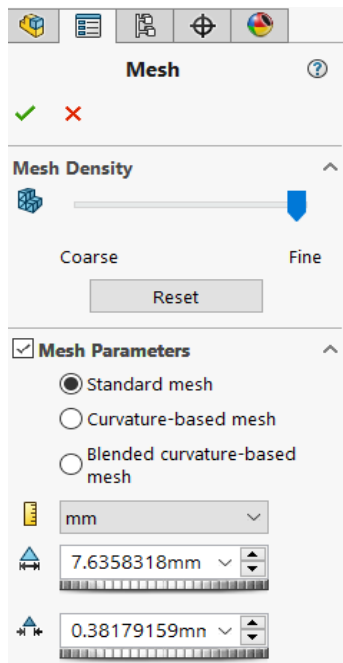 Mesh
?
Mesh Density
Coarse Fine
Reset
Mesh Parameters
Standard mesh
Curvature-based mesh
Blended curvature-based
mesh
mm
7.6358318mm
0.38179159mm